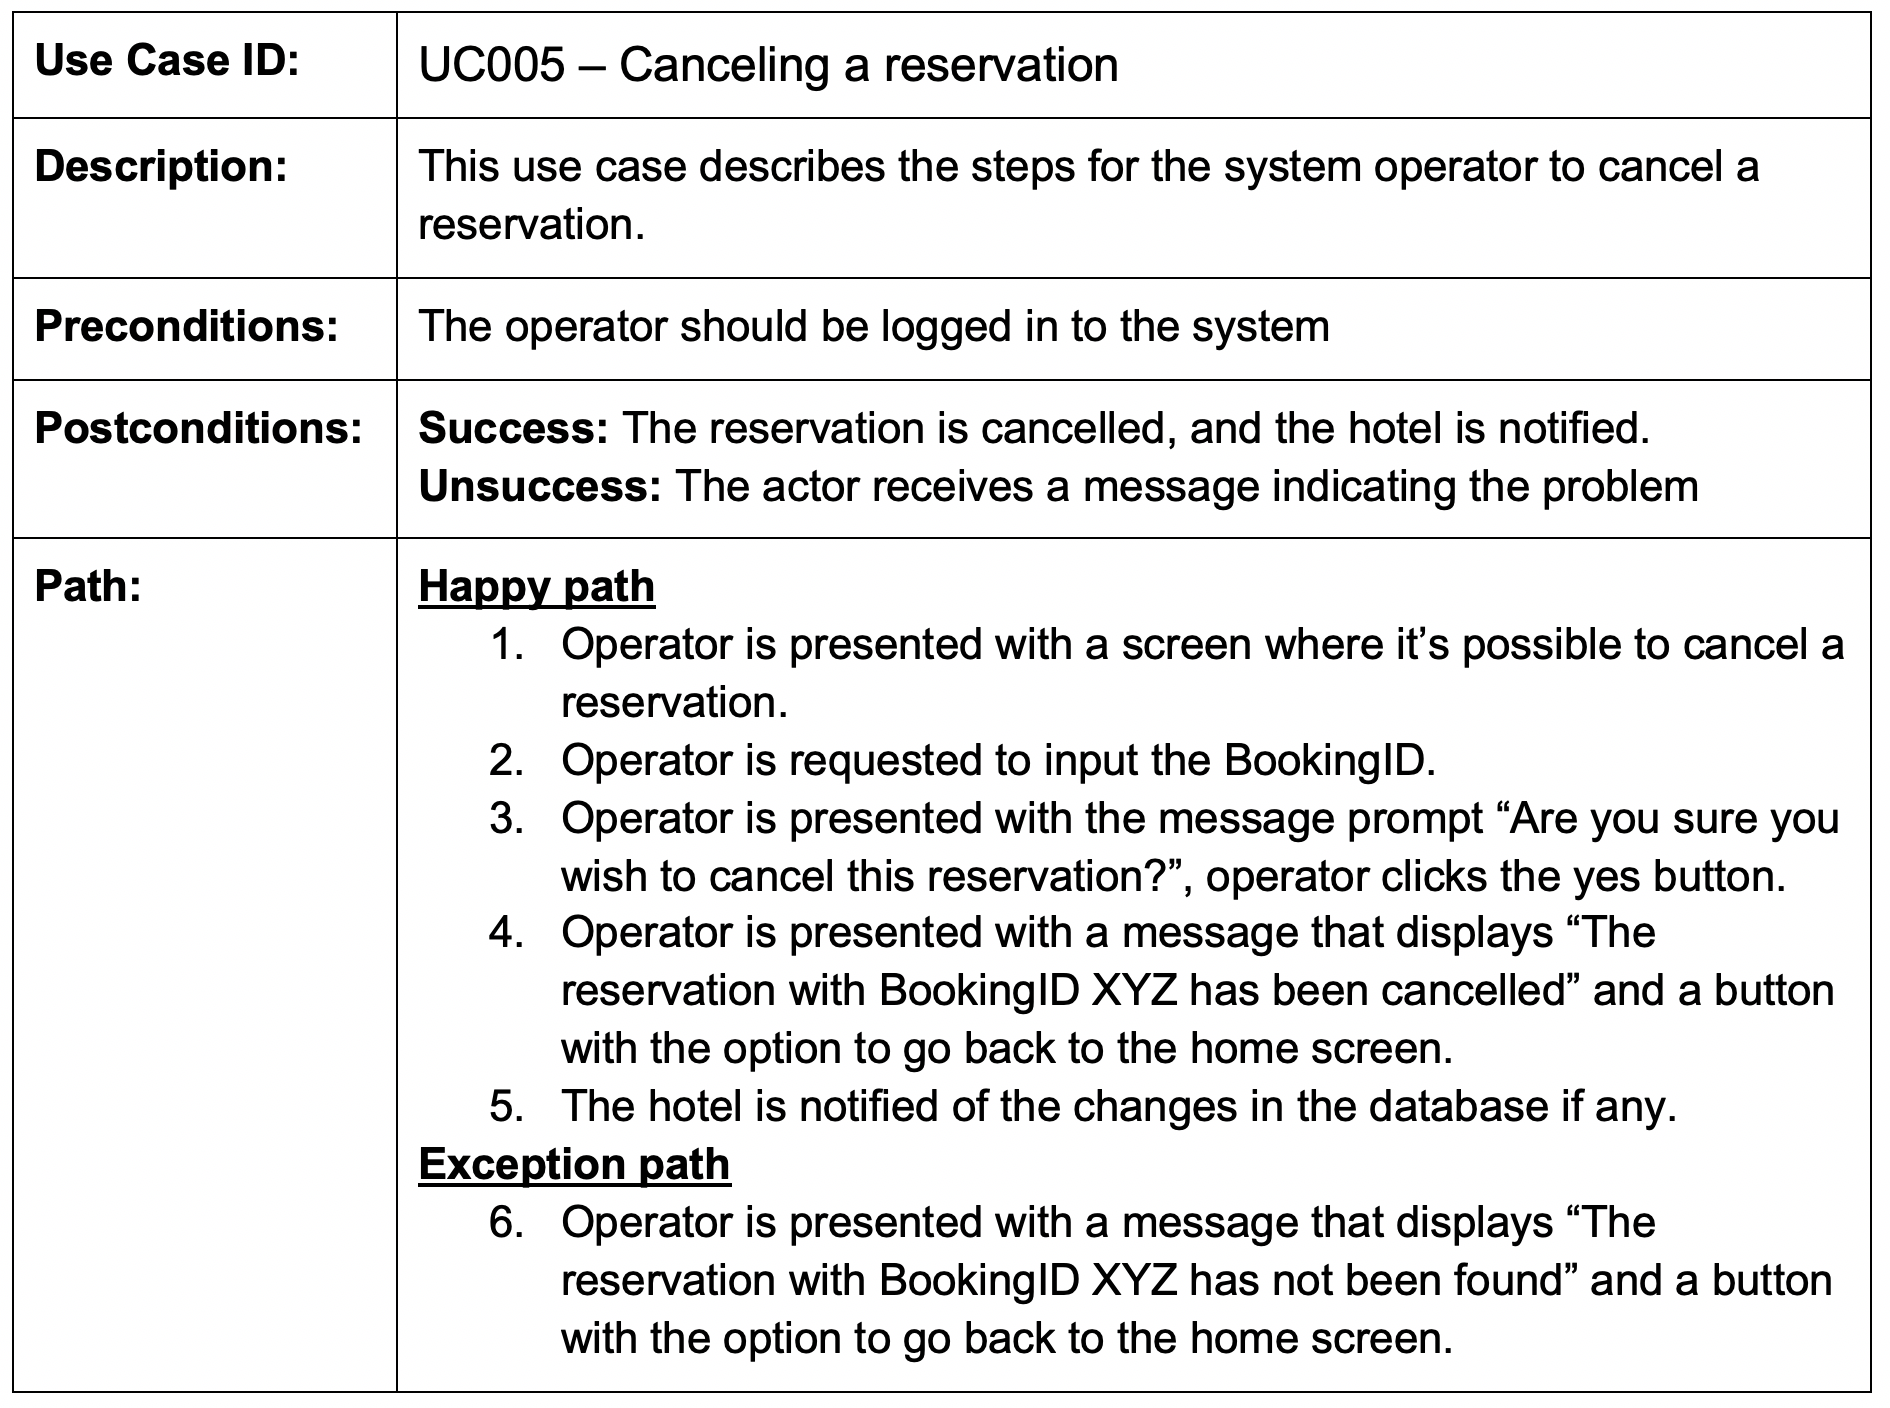 Use Case ID:
UC005 – Canceling a reservation
Description:
This use case describes the steps for the system operator to cancel a
reservation.
Preconditions:
The operator should be logged in to the system
Postconditions:
Success: The reservation is cancelled, and the hotel is notified.
Unsuccess: The actor receives a message indicating the problem
Path:
Happy path
1. Operator is presented with a screen where it’s possible to cancel a
reservation.
2. Operator is requested to input the BookingID.
3. Operator is presented with the message prompt “Are you sure you
wish to cancel this reservation?”, operator clicks the yes button.
4. Operator is presented with a message that displays “The
reservation with BookingID XYZ has been cancelled” and a button
with the option to go back to the home screen.
5. The hotel is notified of the changes in the database if any.
Exception path
6. Operator is presented with a message that displays “The
reservation with BookingID XYZ has not been found” and a button
with the option to go back to the home screen.